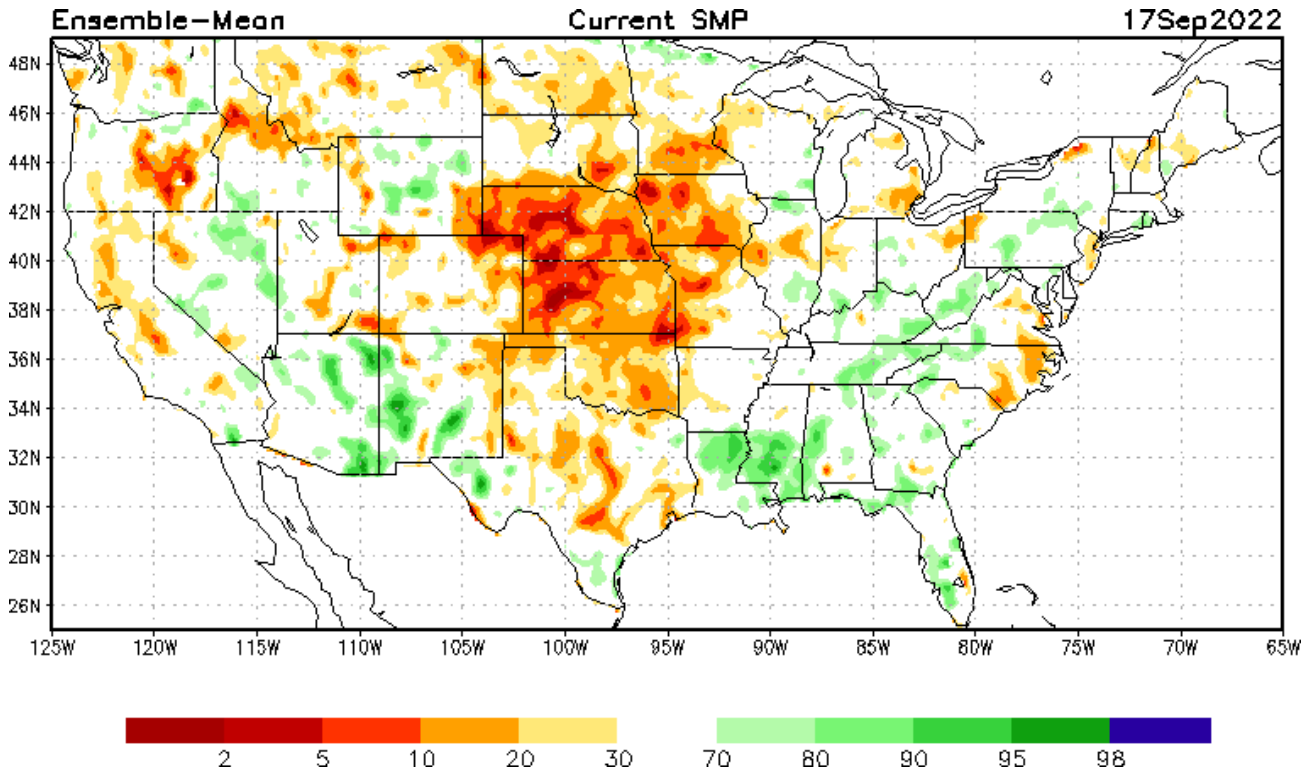 Ensemble-Mean Current SMP 17Sep2022
48N
46N
44N
42N
40N
38N
36N
34N
32N
30N
28N
26N
125W 120W 115W 110W 105W 100W 95W 90W 85W 80W 75W 70W 65W
2 5 10 20 30 70 80 90 95 98